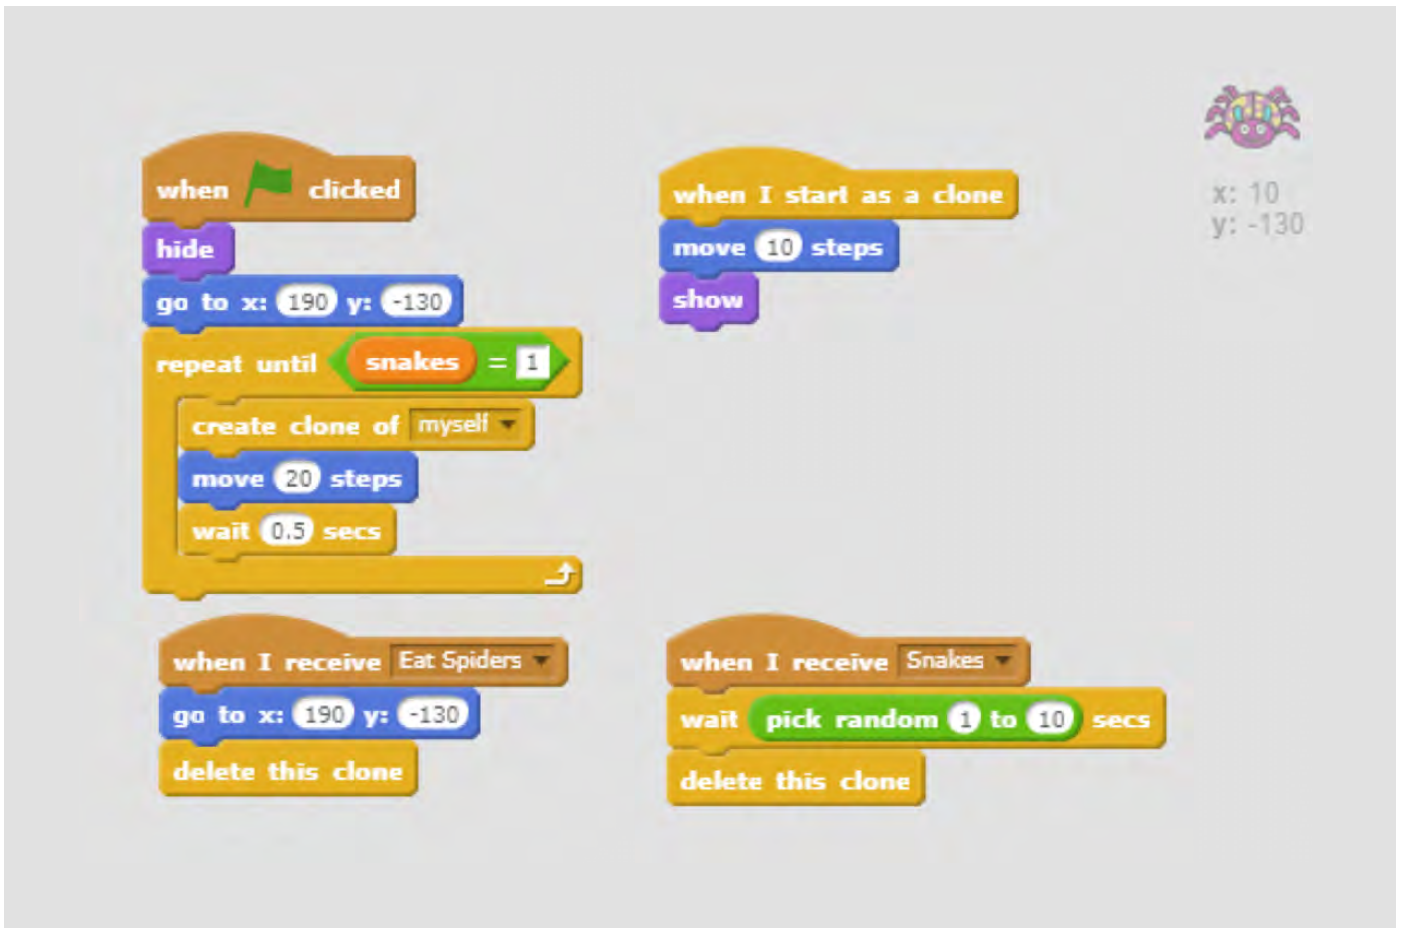 when clicked
hide
go to x: 190 y: -130
repeat until snakes = 1
create clone of myself
move 20 steps
wait 0.5 secs
when I start as a clone
move 10 steps
show
x: 10
y: -130
when I receive Eat Spiders
go to x: 190 y: -130
delete this clone
when I receive Snakes
wait pick random 1 to 10 secs
delete this clone